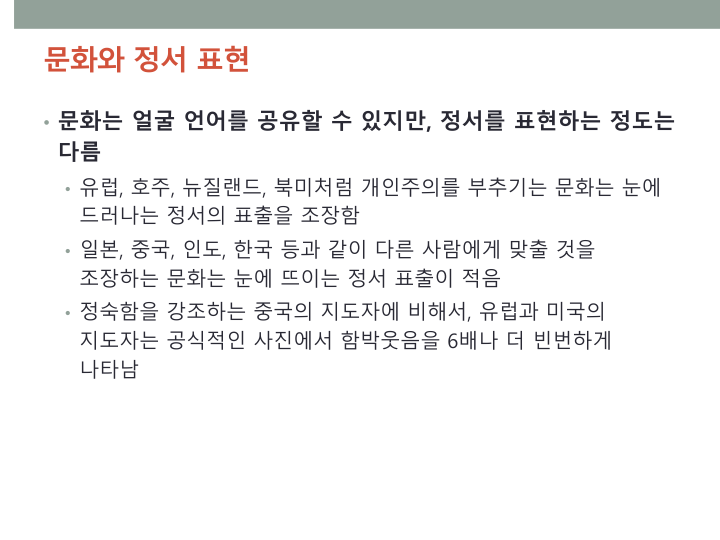 문화와 정서 표현
• 문화는 얼굴 언어를 공유할 수 있지만, 정서를 표현하는 정도는
다름
• 유럽, 호주, 뉴질랜드, 북미처럼 개인주의를 부추기는 문화는 눈에
드러나는 정서의 표출을 조장함
• 일본, 중국, 인도, 한국 등과 같이 다른 사람에게 맞출 것을
조장하는 문화는 눈에 뜨이는 정서 표출이 적음
• 정숙함을 강조하는 중국의 지도자에 비해서, 유럽과 미국의
지도자는 공식적인 사진에서 함박웃음을 6배나 더 빈번하게
나타남